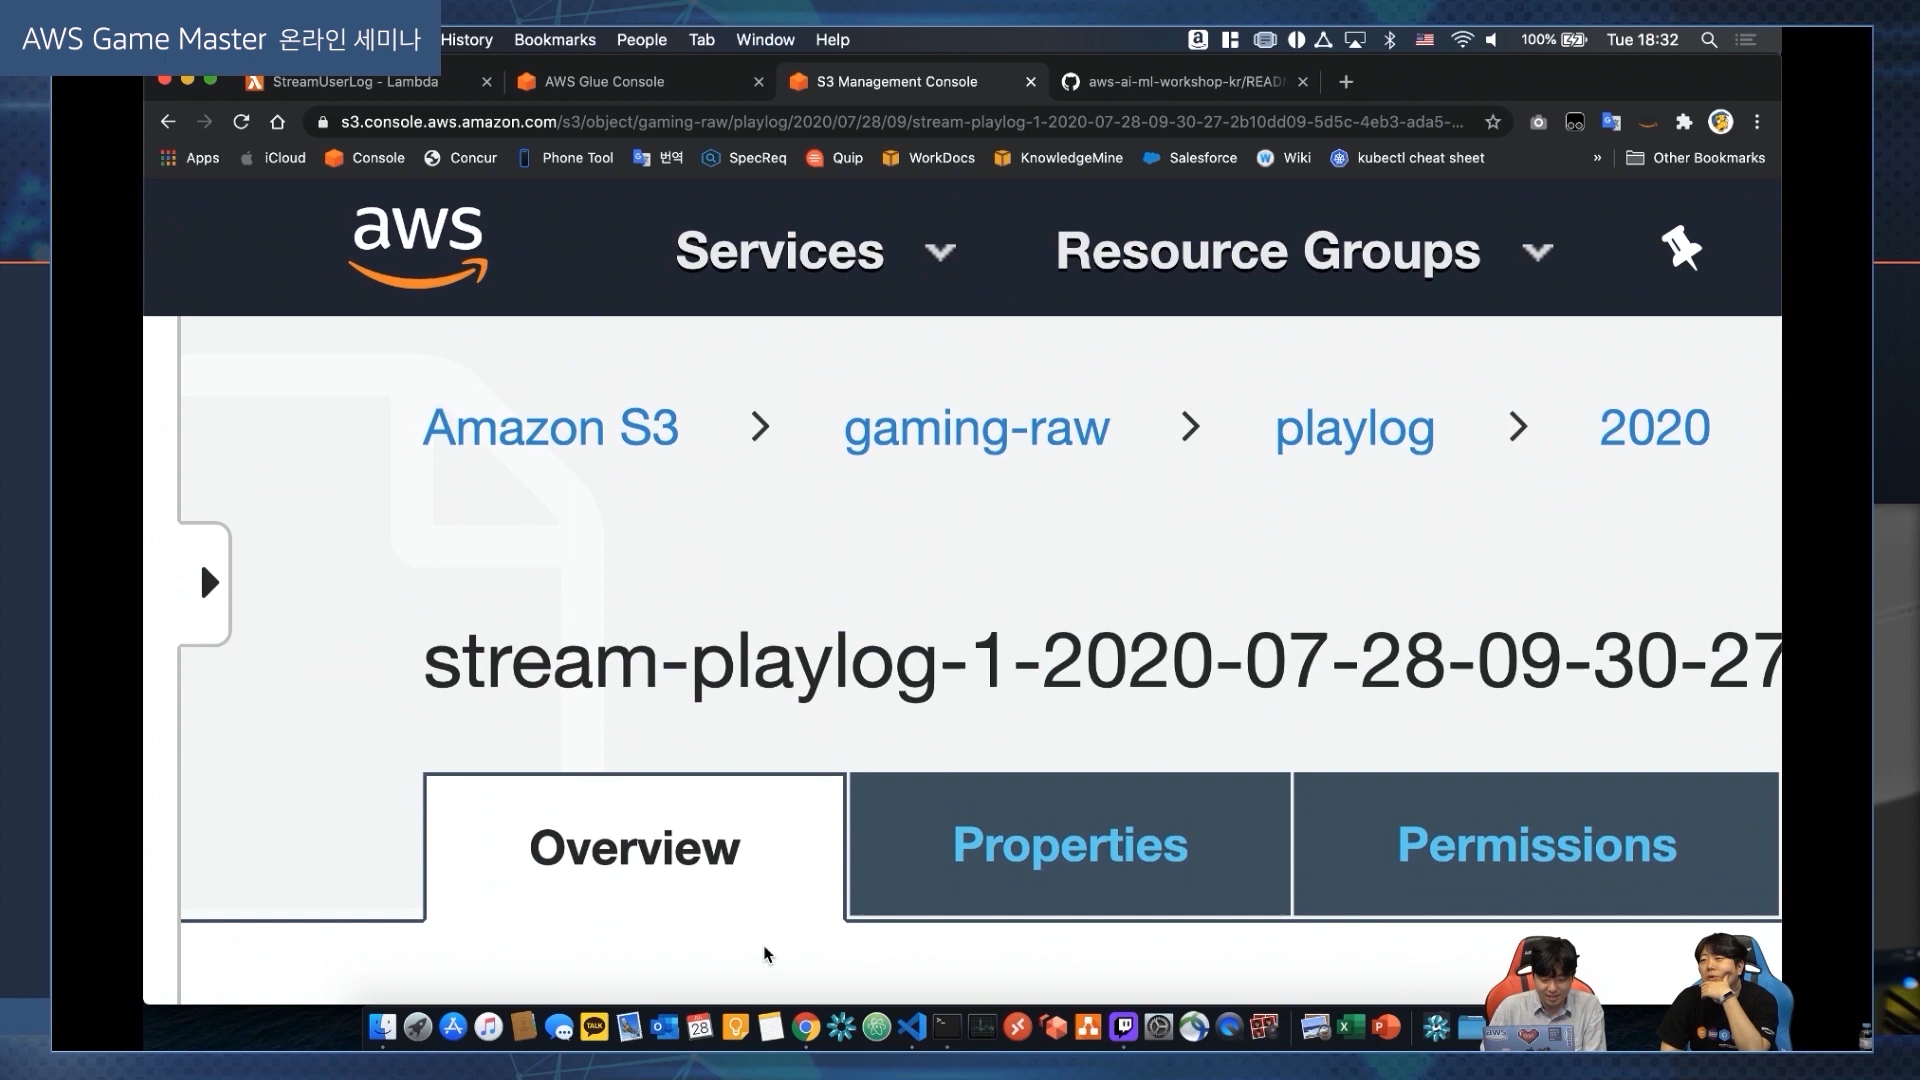 AWS Game Master 온라인 세미나
History Bookmarks People Tab Window Help
100% Tue 18:32
StreamUserLog - Lambda
AWS Glue Console
S3 Management Console
aws-ai-ml-workshop-kr/READ
s3.console.aws.amazon.com/s3/object/gaming-raw/playlog/2020/07/28/09/stream-playlog-1-2020-07-28-09-30-27-2b10dd09-5d5c-4eb3-ada5-...
Apps iCloud Console Concur Phone Tool 번역 SpecReq Quip WorkDocs KnowledgeMine Salesforce Wiki kubectl cheat sheet » Other Bookmarks
aws Services Resource Groups
Amazon S3 > gaming-raw > playlog > 2020
stream-playlog-1-2020-07-28-09-30-27
Overview Properties Permissions
TALK
28
aws